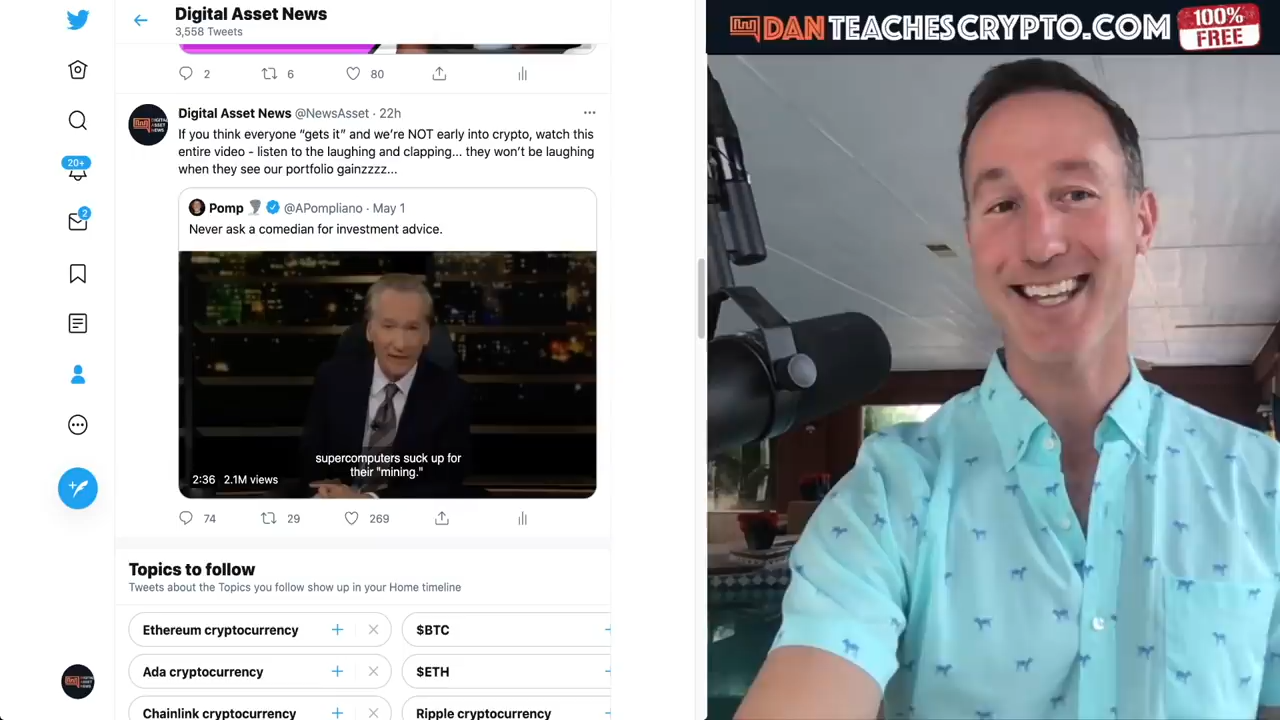 Digital Asset News
3,558 Tweets
2 6 80
Digital Asset News @NewsAsset · 22h
If you think everyone “gets it” and we’re NOT early into crypto, watch this
entire video - listen to the laughing and clapping... they won’t be laughing
when they see our portfolio gainzzzz...
20+
2
Pomp @APompliano · May 1
Never ask a comedian for investment advice.
supercomputers suck up for
their "mining."
2:36 2.1M views
74 29 269
Topics to follow
Tweets about the Topics you follow show up in your Home timeline
Ethereum cryptocurrency
$BTC
Ada cryptocurrency
$ETH
Chainlink cryptocurrency
Ripple cryptocurrency
DANTEACHESCRYPTO.COM
100%
FREE